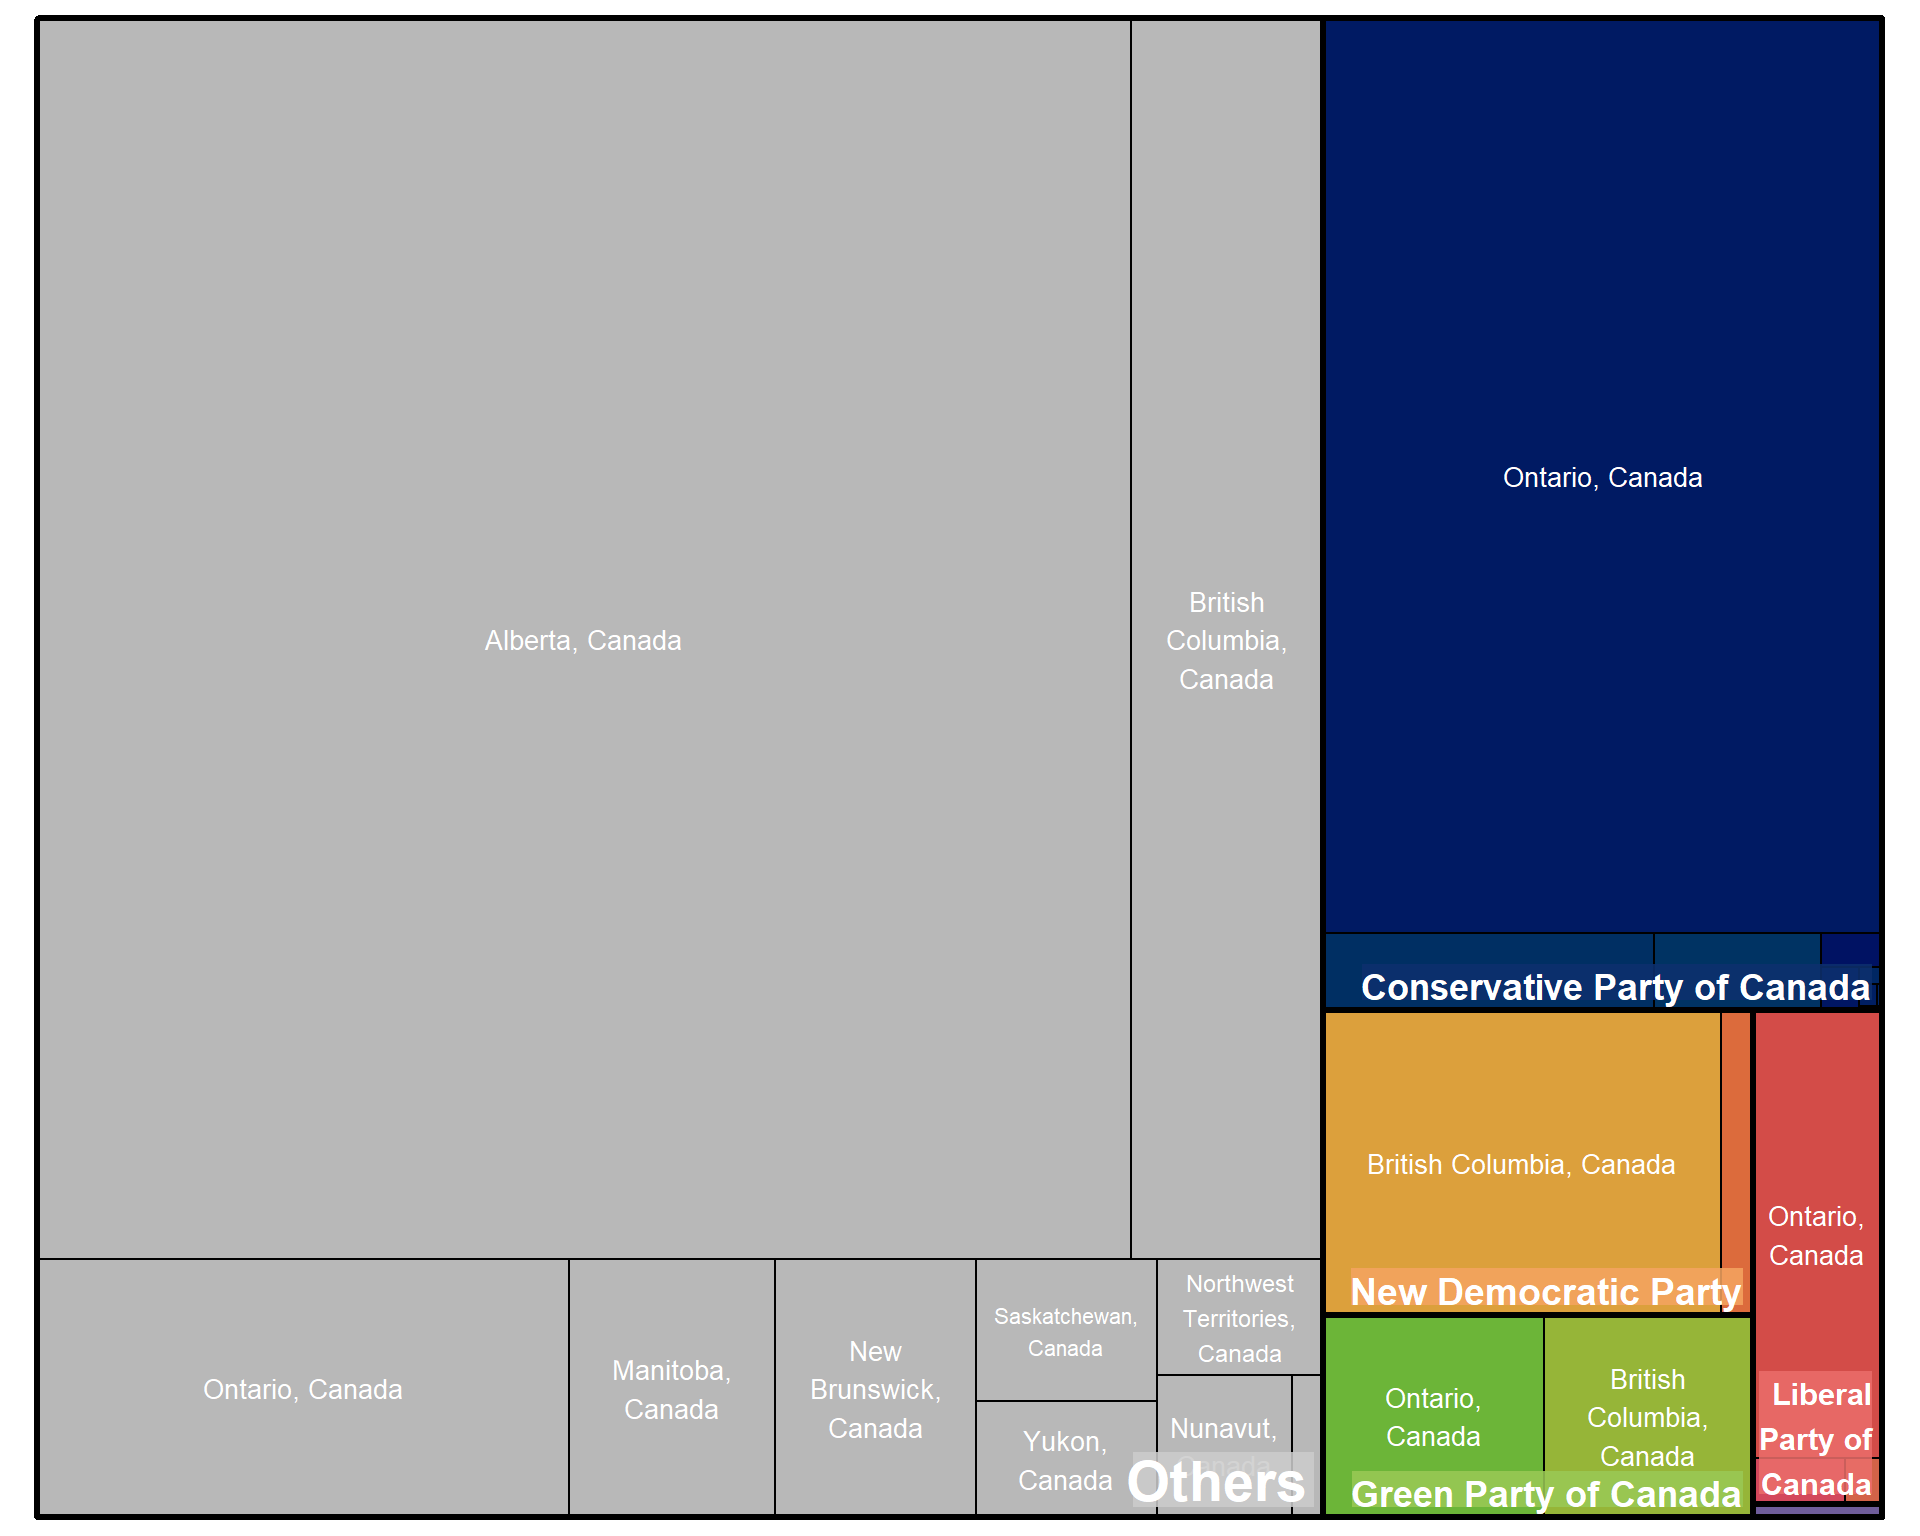 Alberta, Canada
British
Columbia,
Canada
Ontario, Canada
Manitoba,
Canada
New
Brunswick,
Canada
Saskatchewan,
Canada
Yukon,
Canada
Northwest
Territories,
Canada
Nunavut,
Canada
Others
Ontario, Canada
Conservative Party of Canada
British Columbia, Canada
New Democratic Party
Ontario,
Canada
British
Columbia,
Canada
Green Party of Canada
Ontario,
Canada
Liberal
Party of
Canada